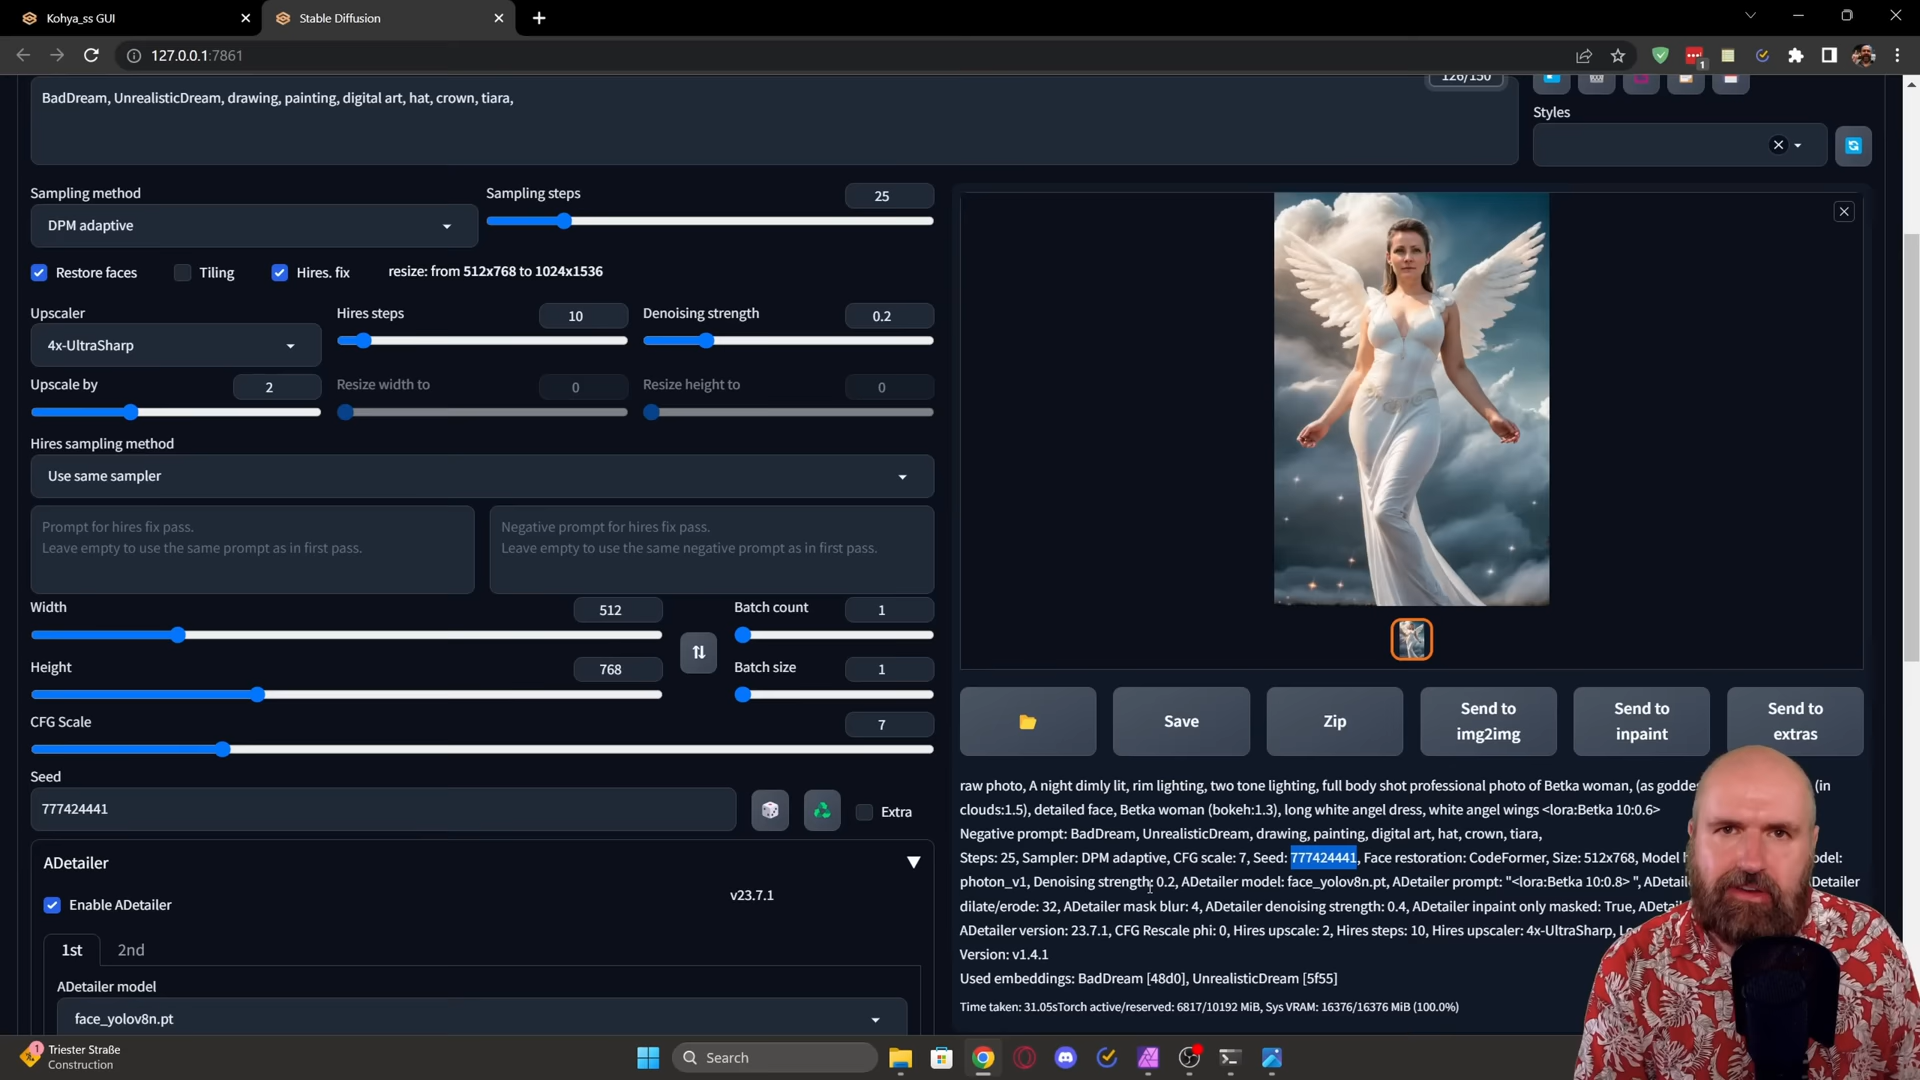 Kohya_ss GUI
Stable Diffusion
127.0.0.1:7861
1
126/150
BadDream, UnrealisticDream, drawing, painting, digital art, hat, crown, tiara,
Styles
Sampling method
Sampling steps
25
DPM adaptive
Restore faces
Tiling
Hires. fix
resize: from 512x768 to 1024x1536
Upscaler
Hires steps
10
Denoising strength
0.2
4x-UltraSharp
Upscale by
2
Resize width to
0
Resize height to
0
Hires sampling method
Use same sampler
Prompt for hires fix pass.
Leave empty to use the same prompt as in first pass.
Negative prompt for hires fix pass.
Leave empty to use the same negative prompt as in first pass.
Width
512
Batch count
1
Height
768
Batch size
1
CFG Scale
7
Seed
777424441
Extra
ADetailer
v23.7.1
Enable ADetailer
1st
2nd
ADetailer model
face_yolov8n.pt
Save
Zip
Send to
img2img
Send to
inpaint
Send to
extras
raw photo, A night dimly lit, rim lighting, two tone lighting, full body shot professional photo of Betka woman, (as goddes (in
clouds:1.5), detailed face, Betka woman (bokeh:1.3), long white angel dress, white angel wings <lora:Betka 10:0.6>
Negative prompt: BadDream, UnrealisticDream, drawing, painting, digital art, hat, crown, tiara,
Steps: 25, Sampler: DPM adaptive, CFG scale: 7, Seed: 777424441, Face restoration: CodeFormer, Size: 512x768, Model
photon_v1, Denoising strength: 0.2, ADetailer model: face_yolov8n.pt, ADetailer prompt: "<lora:Betka 10:0.8> ",
dilate/erode: 32, ADetailer mask blur: 4, ADetailer denoising strength: 0.4, ADetailer inpaint only masked: True,
ADetailer version: 23.7.1, CFG Rescale phi: 0, Hires upscale: 2, Hires steps: 10, Hires upscaler: 4x-UltraSharp,
Version: v1.4.1
Used embeddings: BadDream [48d0], UnrealisticDream [5f55]
Time taken: 31.05sTorch active/reserved: 6817/10192 MiB, Sys VRAM: 16376/16376 MiB (100.0%)
1
Triester Straße
Construction
Search